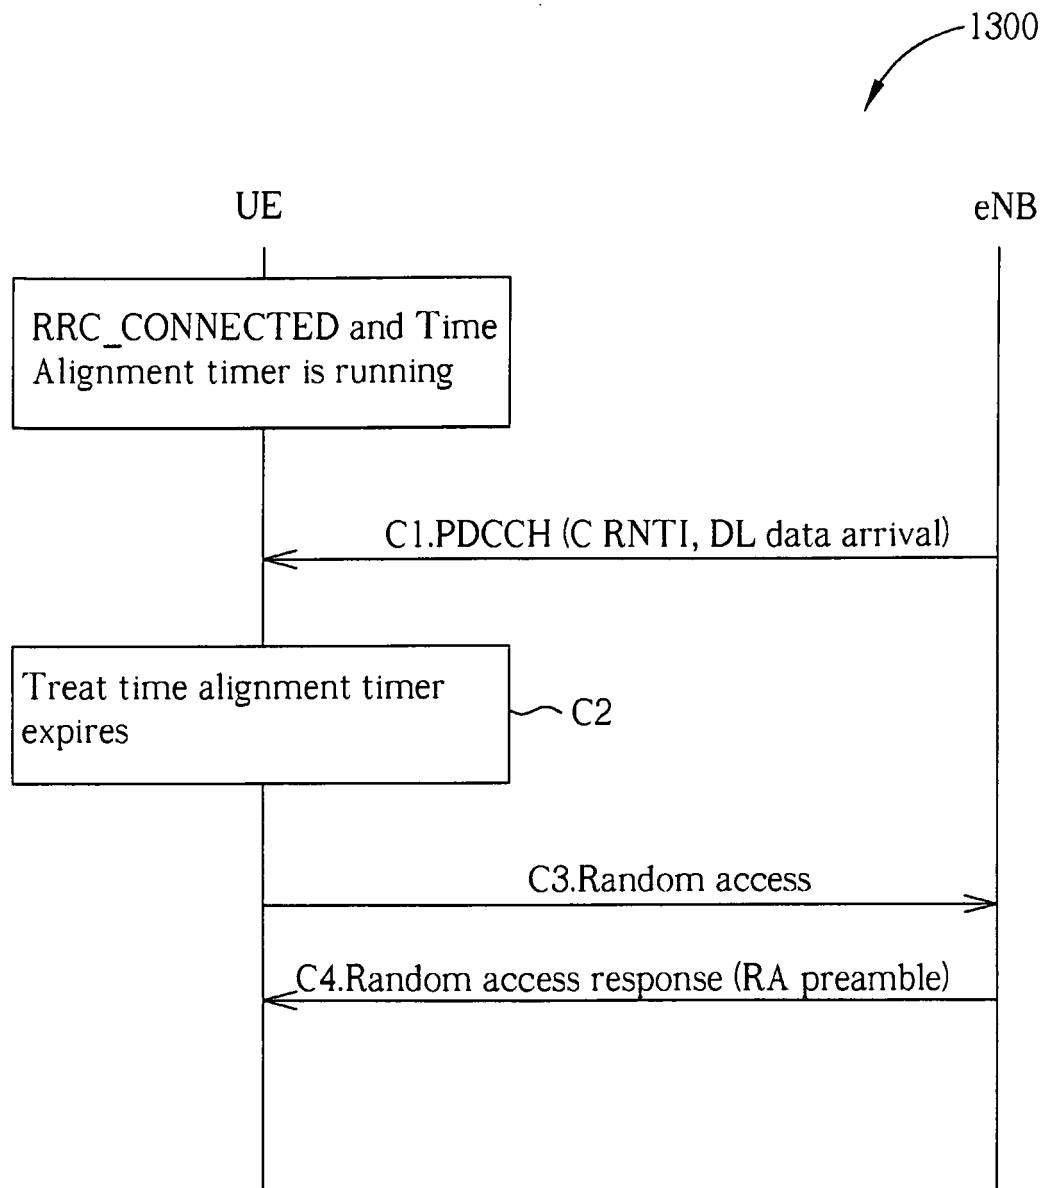 1300
UE
eNB
RRC_CONNECTED and Time
Alignment timer is running
C1.PDCCH (C RNTI, DL data arrival)
Treat time alignment timer
expires
C2
C3.Random access
C4.Random access response (RA preamble)